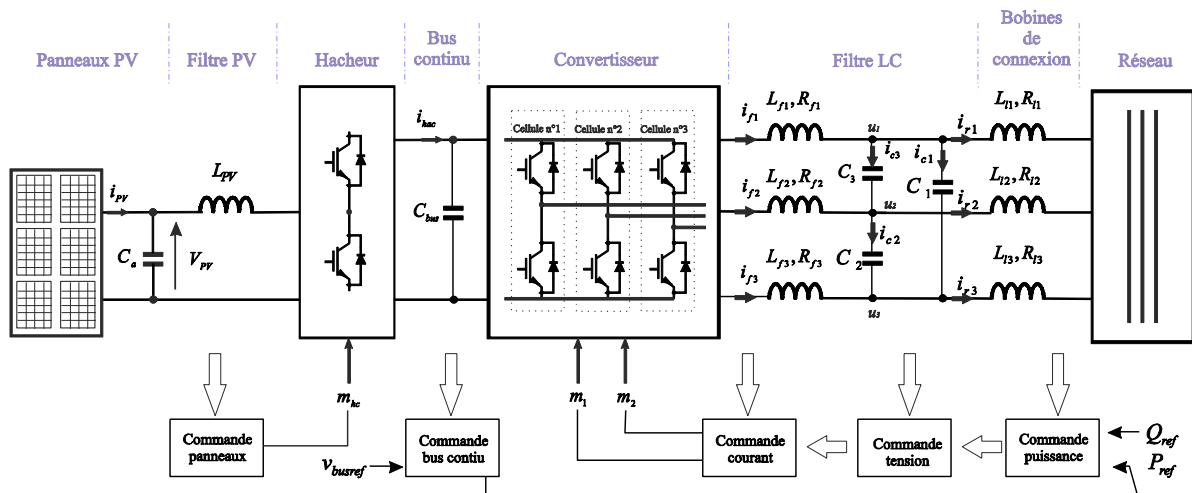 Panneaux PV
Filtre PV
Hacheur
Bus
continu
Convertisseur
Filtre LC
Bobines
de
connexion
Réseau
i_PV
L_PV
C_a
V_PV
i_hac
C_bus
Cellule n°1
Cellule n°2
Cellule n°3
i_f1
L_f1, R_f1
i_f2
L_f2, R_f2
i_f3
L_f3, R_f3
u_1
i_c3
i_c1
C_3
C_1
u_2
i_c2
C_2
u_3
i_r1
L_l1, R_l1
i_r2
L_l2, R_l2
i_r3
L_l3, R_l3
m_hc
m_1
m_2
Commande
panneaux
v_busref
Commande
bus contiu
Commande
courant
Commande
tension
Commande
puissance
Q_ref
P_ref